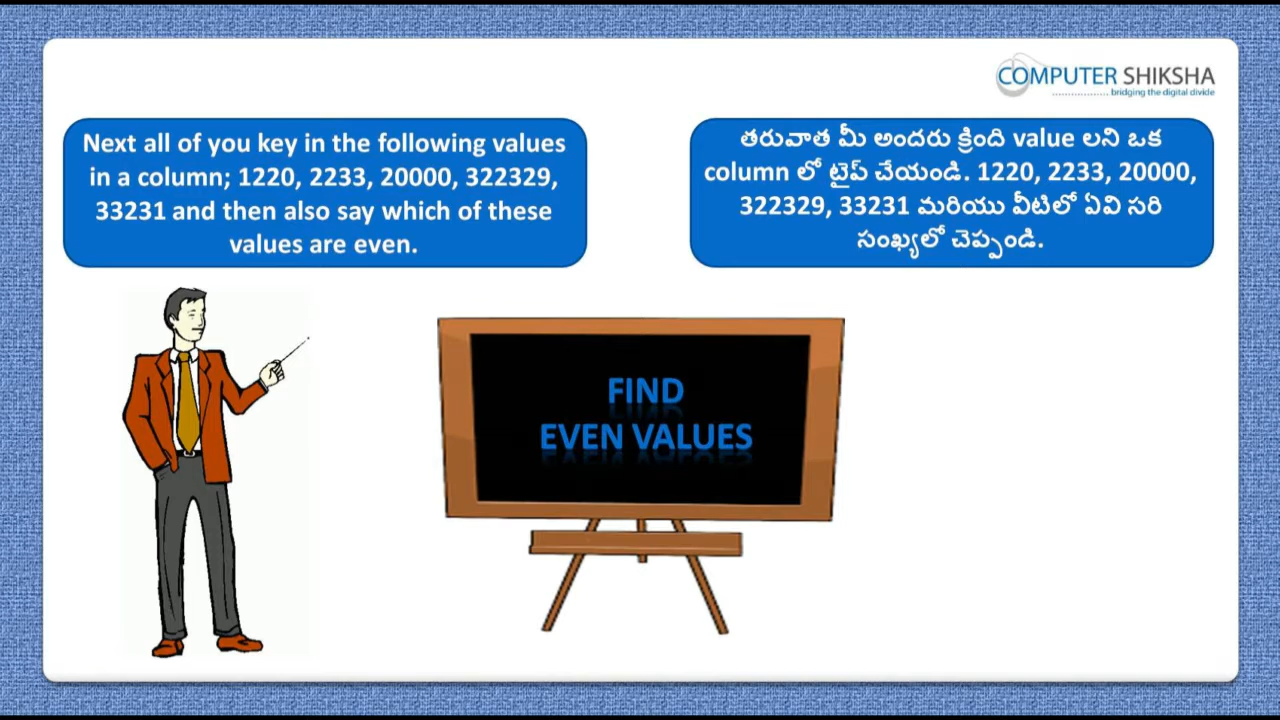 COMPUTER SHIKSHA
bridging the digital divide
Next all of you key in the following values
in a column; 1220, 2233, 20000, 322329,
33231 and then also say which of these
values are even.
తరువాత మీ అందరు క్రింది value లని ఒక
column లో టైప్ చేయండి. 1220, 2233, 20000,
322329, 33231 మరియు వీటిలో ఏవి సరి
సంఖ్యలో చెప్పండి.
FIND
EVEN VALUES